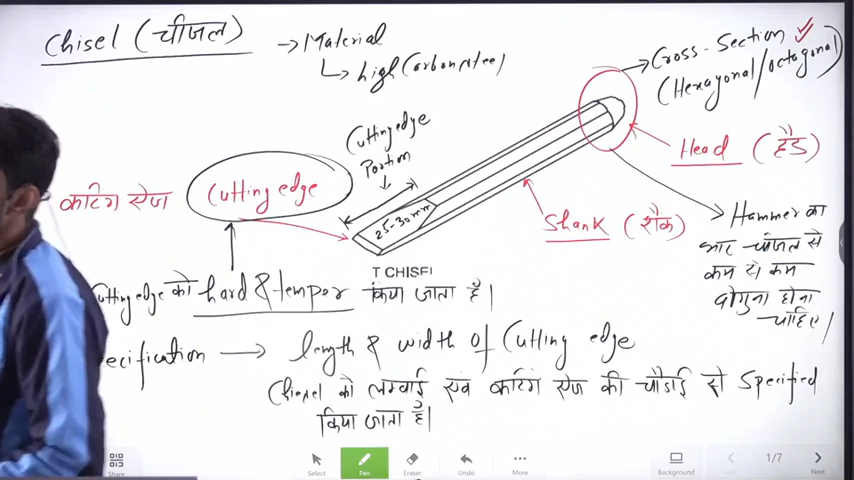 Chisel (चीजल)
→ Material
↳ high Carbon steel
→ Cross-Section ✓
(Hexagonal/octagonal)
Cutting edge
Portion
↓
Head (हैड)
कटिंग ऐज
Cutting edge
25-30mm
Shank (शैंक)
Hammer का
भार चीजल से
कम से कम
दोगुना होना
चाहिए।
T CHISEL
Cutting edge को hard & temper किया जाता है।
ecification → length & width of Cutting edge
Chisel को लम्बाई एवं कटिंग ऐज की चौड़ाई से Specified
किया जाता है।
Share
Select
Pen
Eraser
Undo
More
Background
1/7
Next